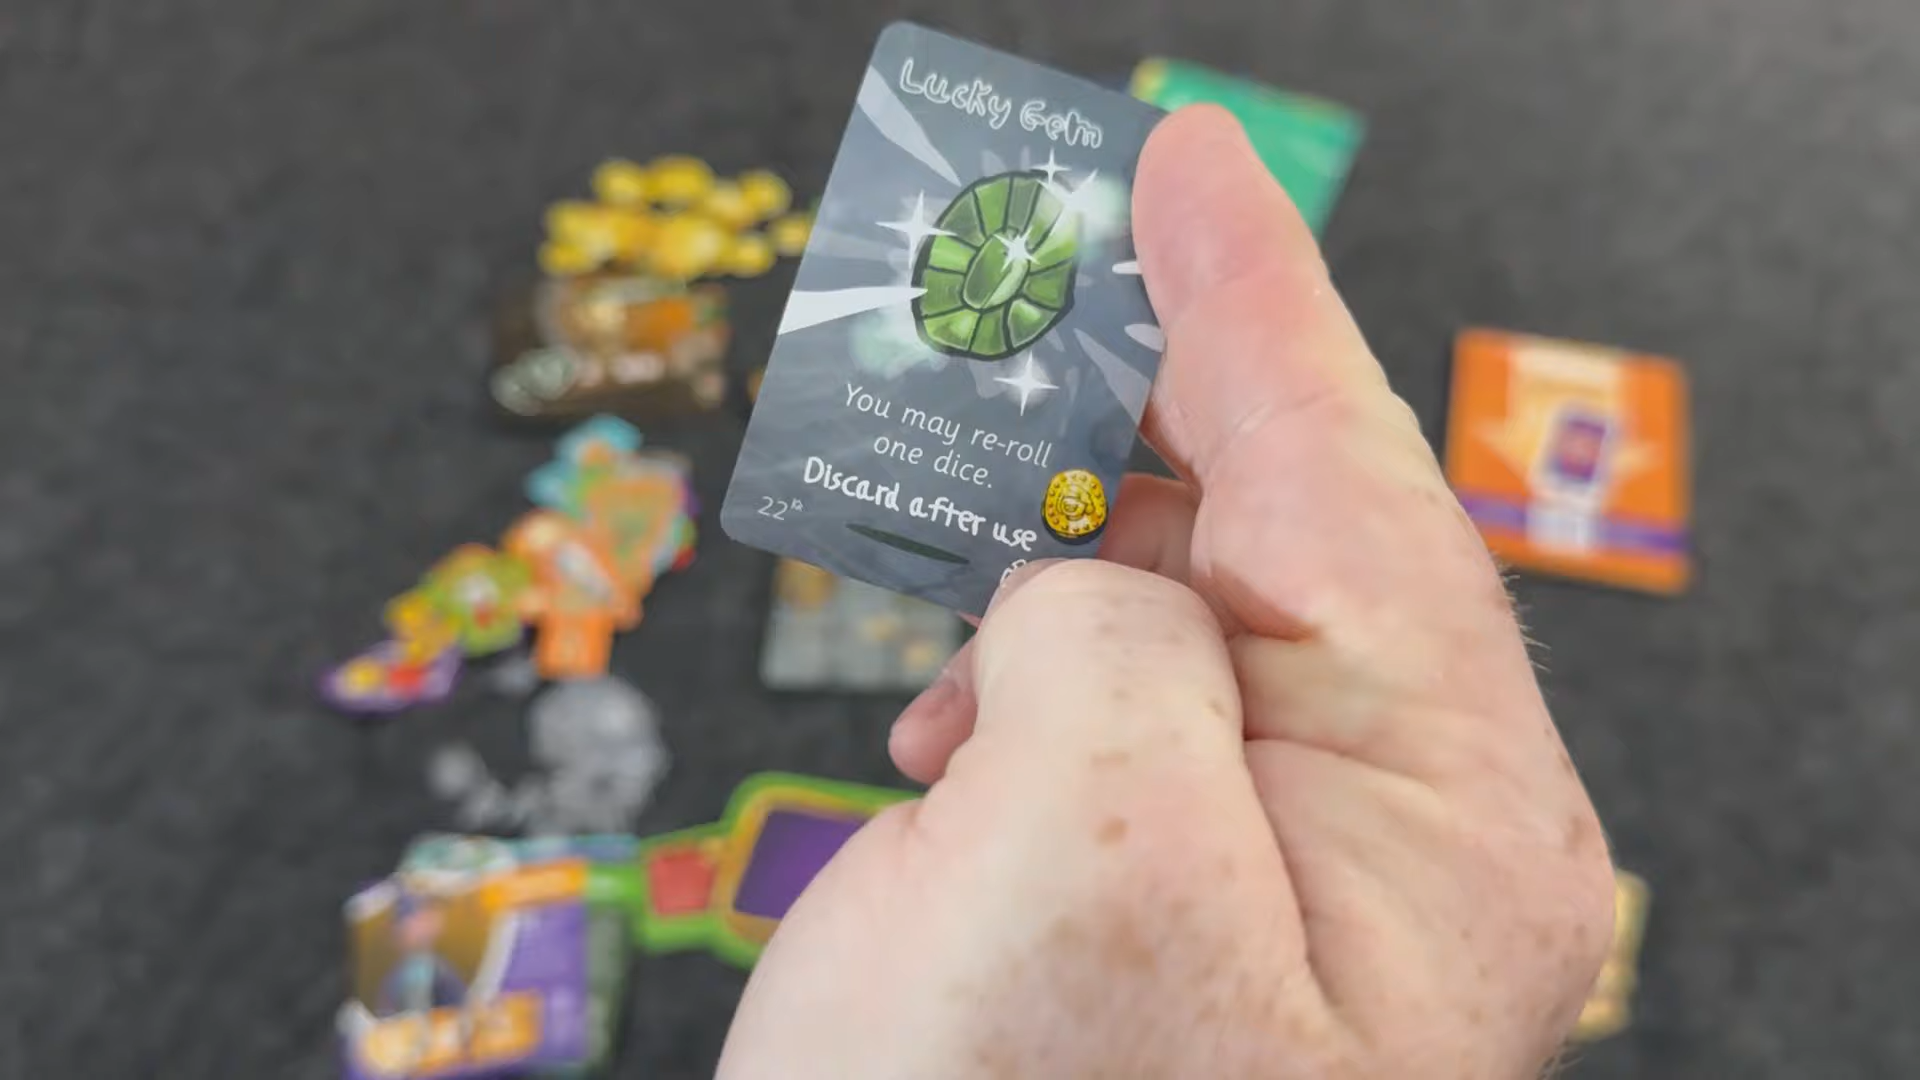 Lucky Gem
You may re-roll
one dice.
Discard after use
22